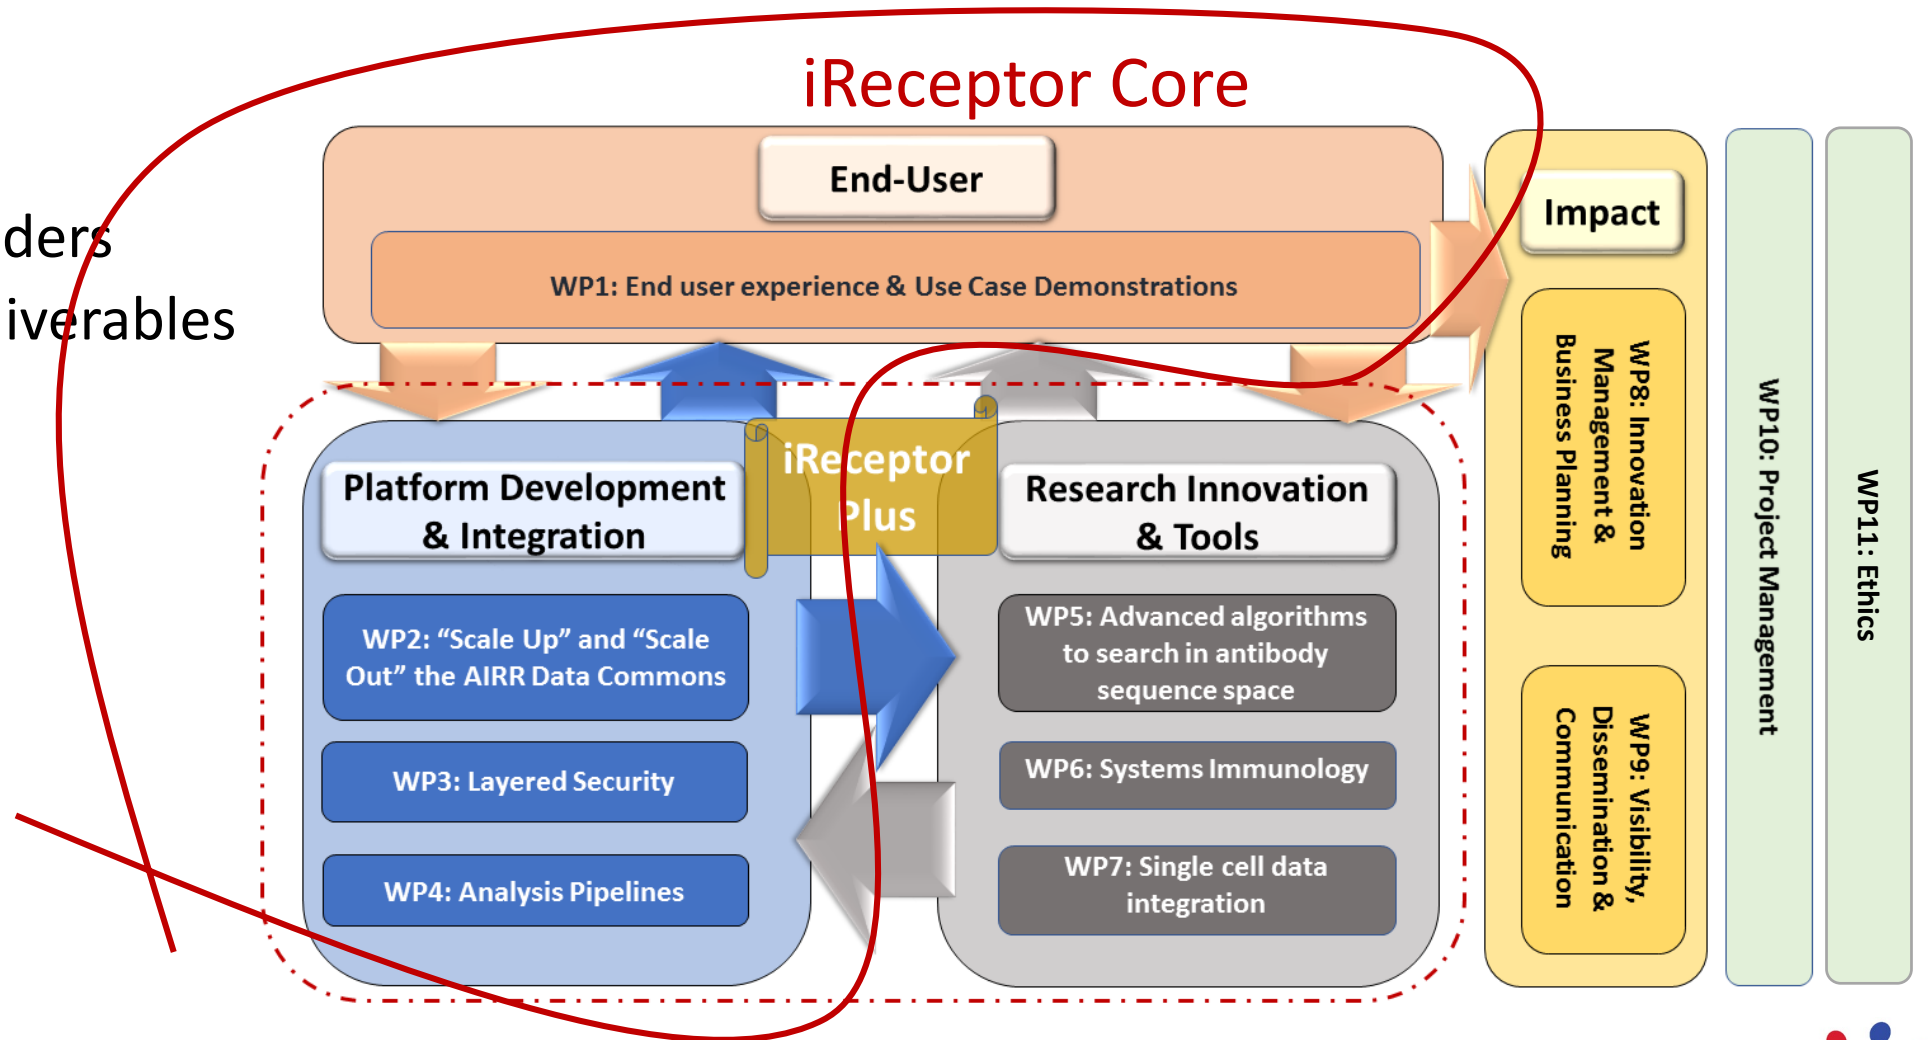 iReceptor Core
ders
iverables
End-User
WP1: End user experience & Use Case Demonstrations
iReceptor
Plus
Platform Development
& Integration
WP2: “Scale Up” and “Scale
Out” the AIRR Data Commons
WP3: Layered Security
WP4: Analysis Pipelines
Research Innovation
& Tools
WP5: Advanced algorithms
to search in antibody
sequence space
WP6: Systems Immunology
WP7: Single cell data
integration
Impact
WP8: Innovation
Management &
Business Planning
WP9: Visibility,
Dissemination &
Communication
WP10: Project Management
WP11: Ethics